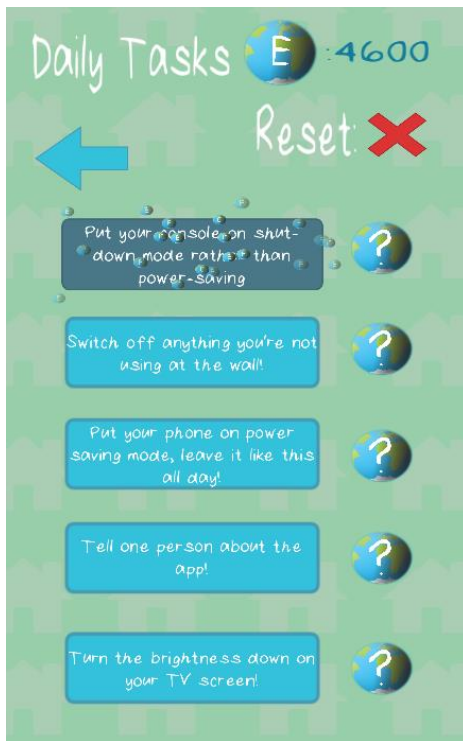 Daily Tasks E :4600
Reset:
Put your console on shut-
down mode rather than
power-saving
?
Switch off anything you're not
using at the wall!
?
Put your phone on power
saving mode, leave it like this
all day!
?
Tell one person about the
app!
?
Turn the brightness down on
your TV screen!
?